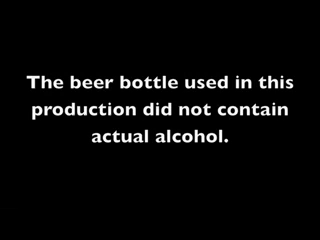 The beer bottle used in this
production did not contain
actual alcohol.